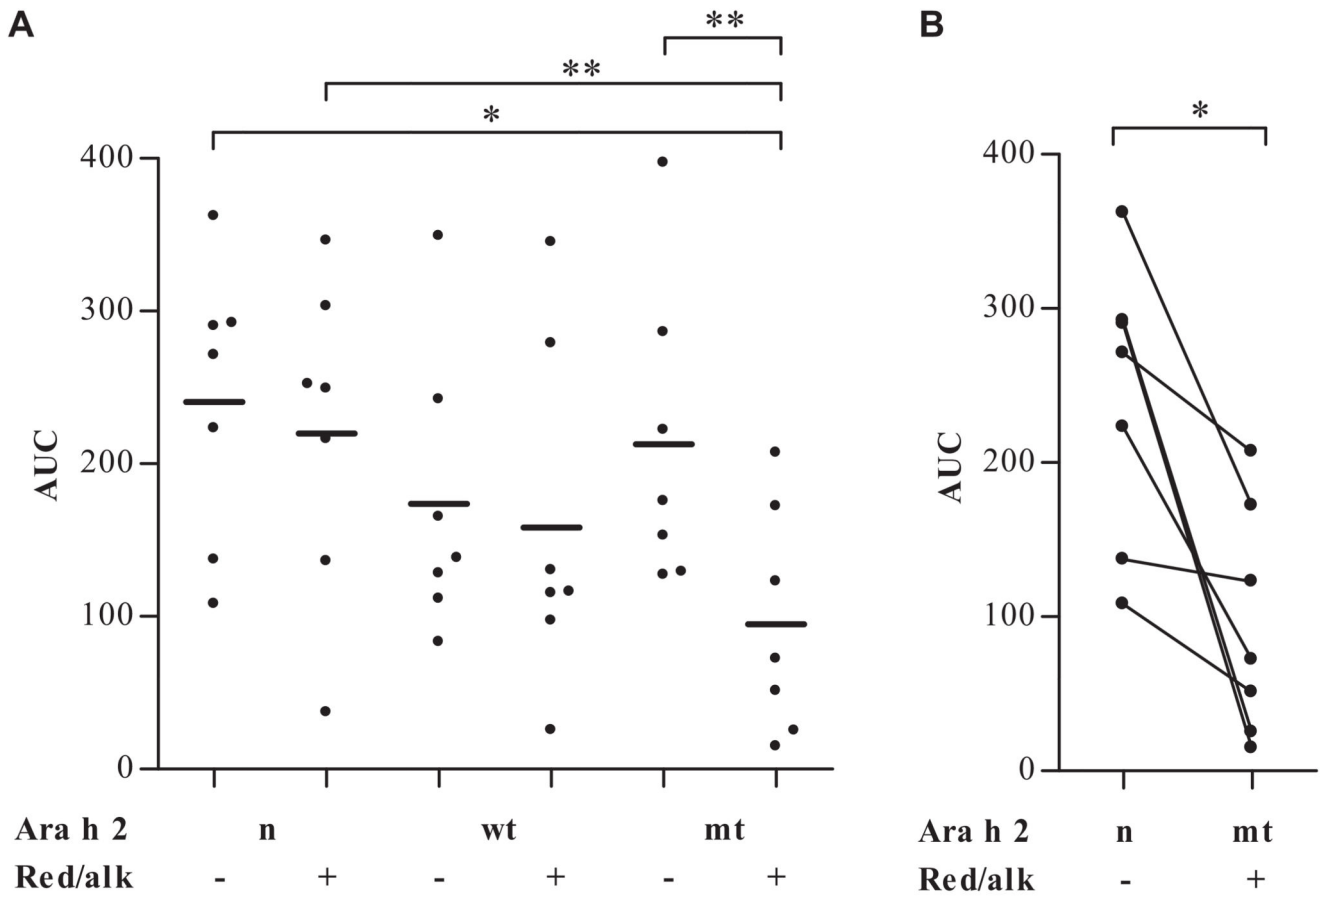 A
B
**
**
*
*
400
300
200
100
0
AUC
Ara h 2 n wt mt
Red/alk - + - + - +
400
300
200
100
0
AUC
Ara h 2 n mt
Red/alk - +